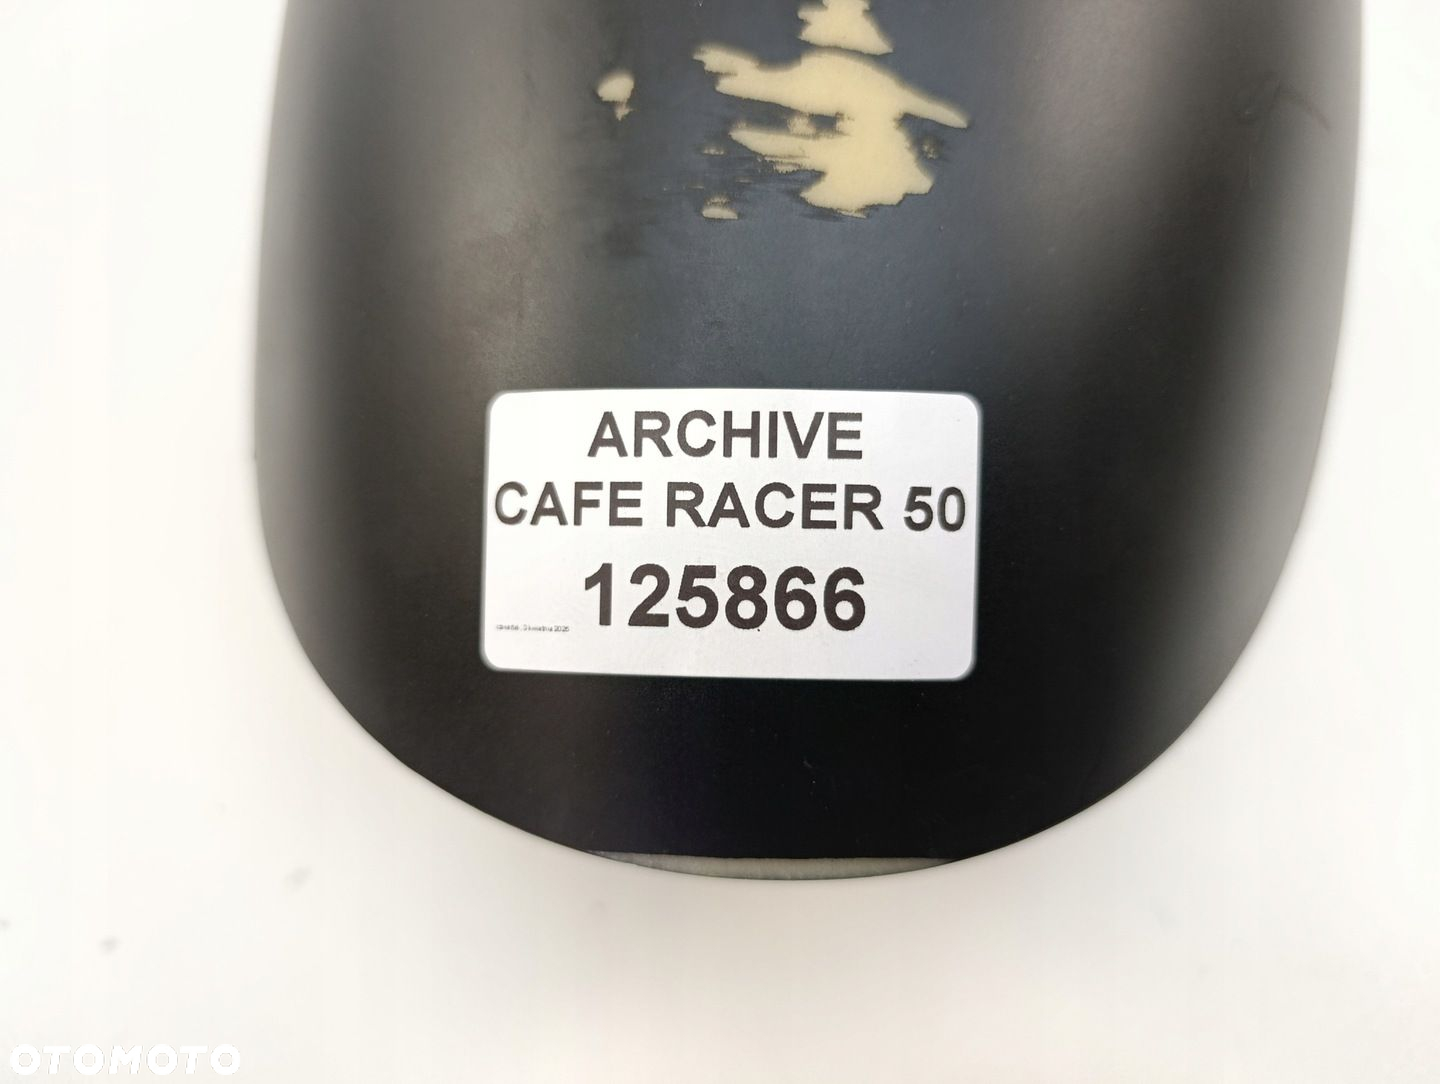 ARCHIVE
CAFE RACER 50
125866
OTOMOTO